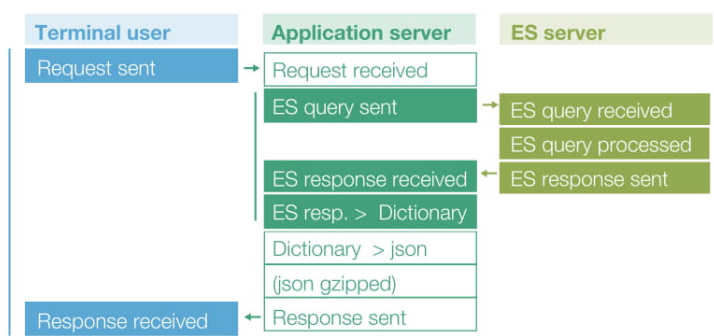 Terminal user
Application server
ES server
Request sent
Request received
ES query sent
ES query received
ES query processed
ES response received
ES response sent
ES resp. > Dictionary
Dictionary > json
(json gzipped)
Response received
Response sent